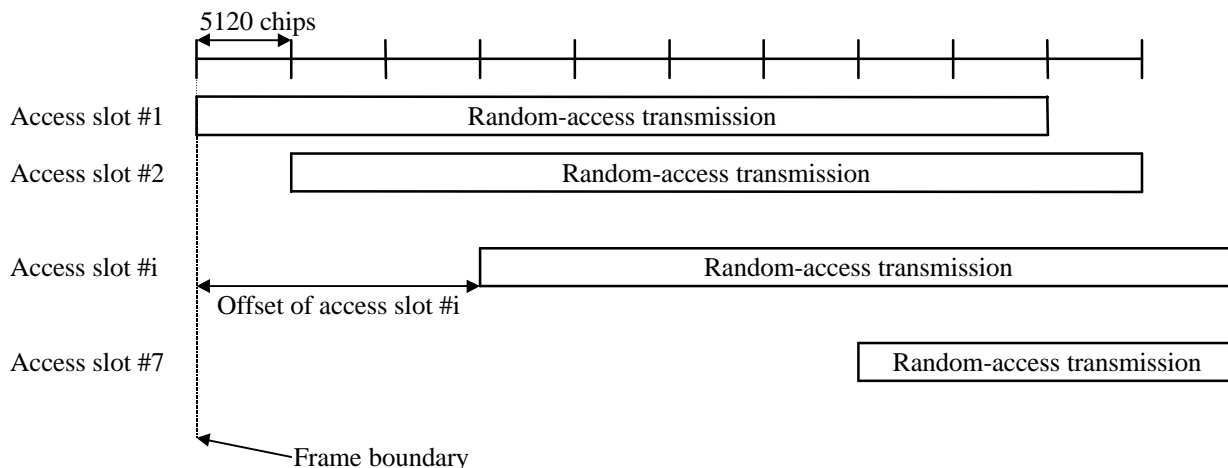 5120 chips
Access slot #1
Random-access transmission
Access slot #2
Random-access transmission
Access slot #i
Random-access transmission
Offset of access slot #i
Access slot #7
Random-access transmission
Frame boundary